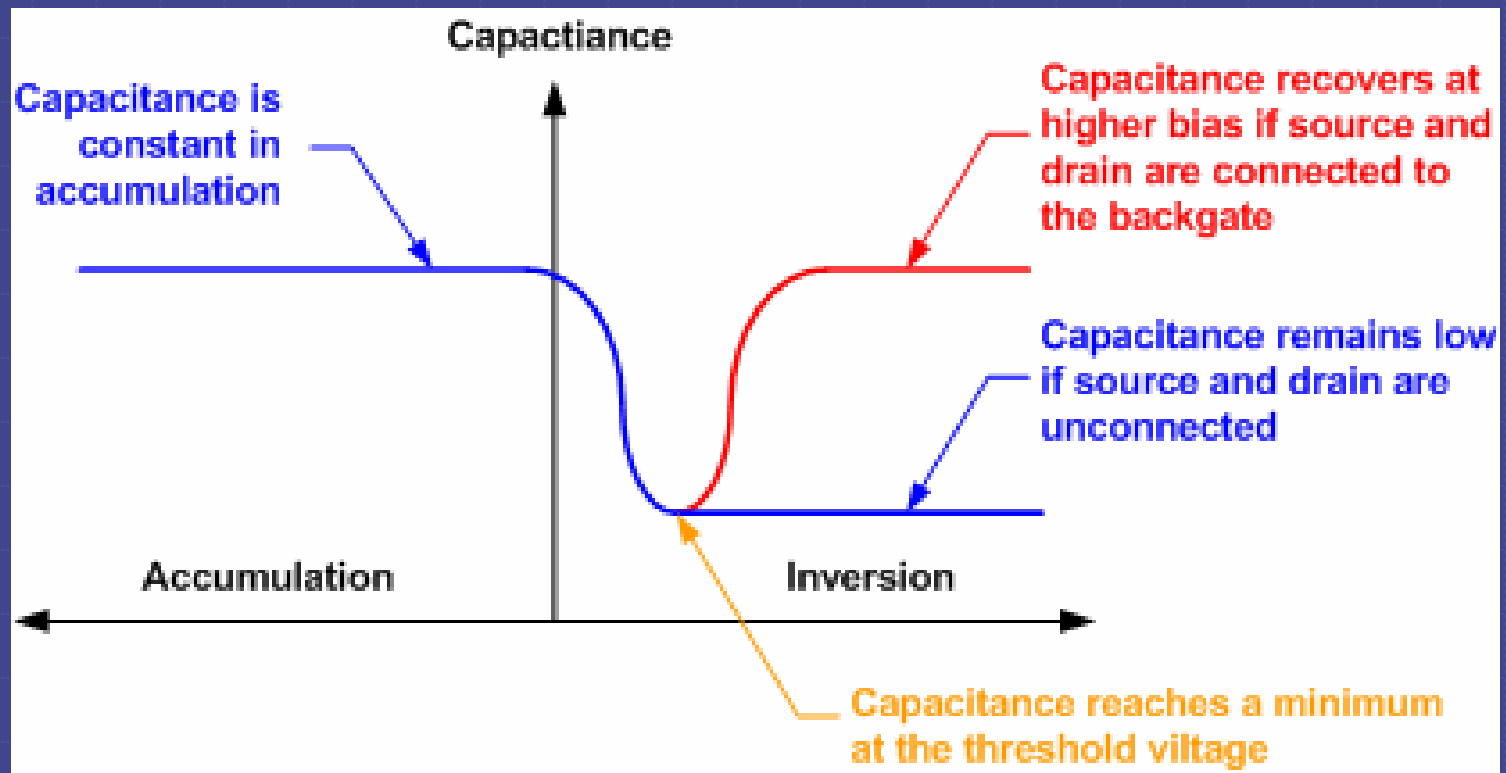 Capactiance
Capacitance is
constant in
accumulation
Capacitance recovers at
higher bias if source and
drain are connected to
the backgate
Capacitance remains low
if source and drain are
unconnected
Accumulation
Inversion
Capacitance reaches a minimum
at the threshold viltage